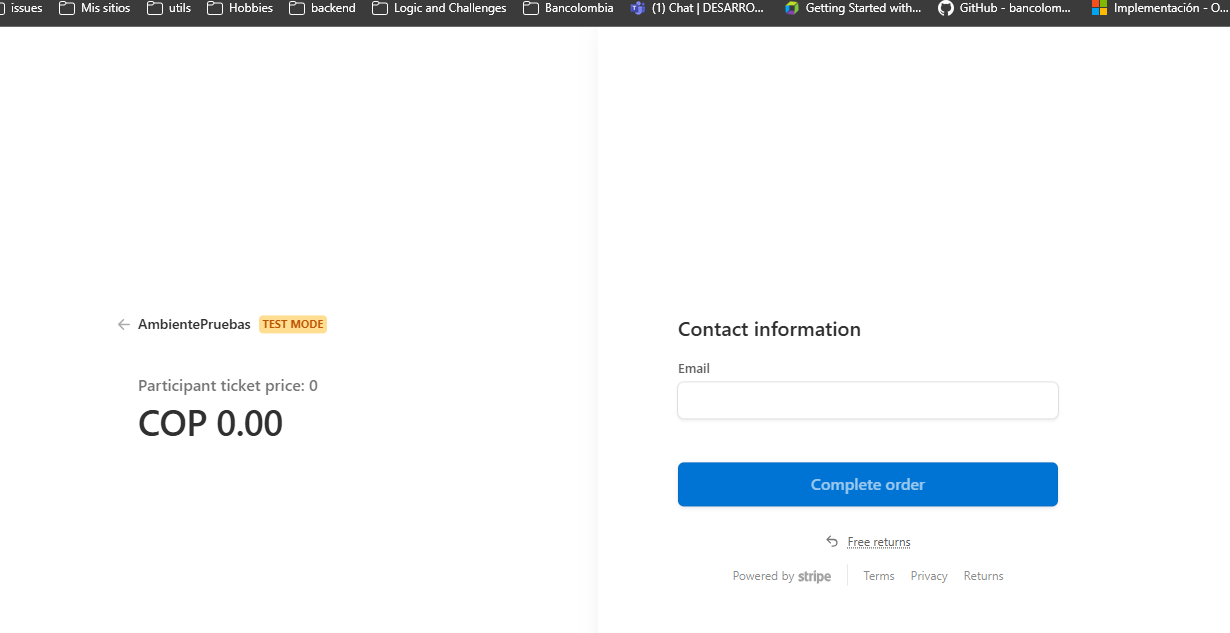 issues Mis sitios utils Hobbies backend Logic and Challenges Bancolombia (1) Chat | DESARRO... Getting Started with... GitHub - bancolom... Implementación - O...
AmbientePruebas TEST MODE
Participant ticket price: 0
COP 0.00
Contact information
Email
Complete order
Free returns
Powered by stripe Terms Privacy Returns